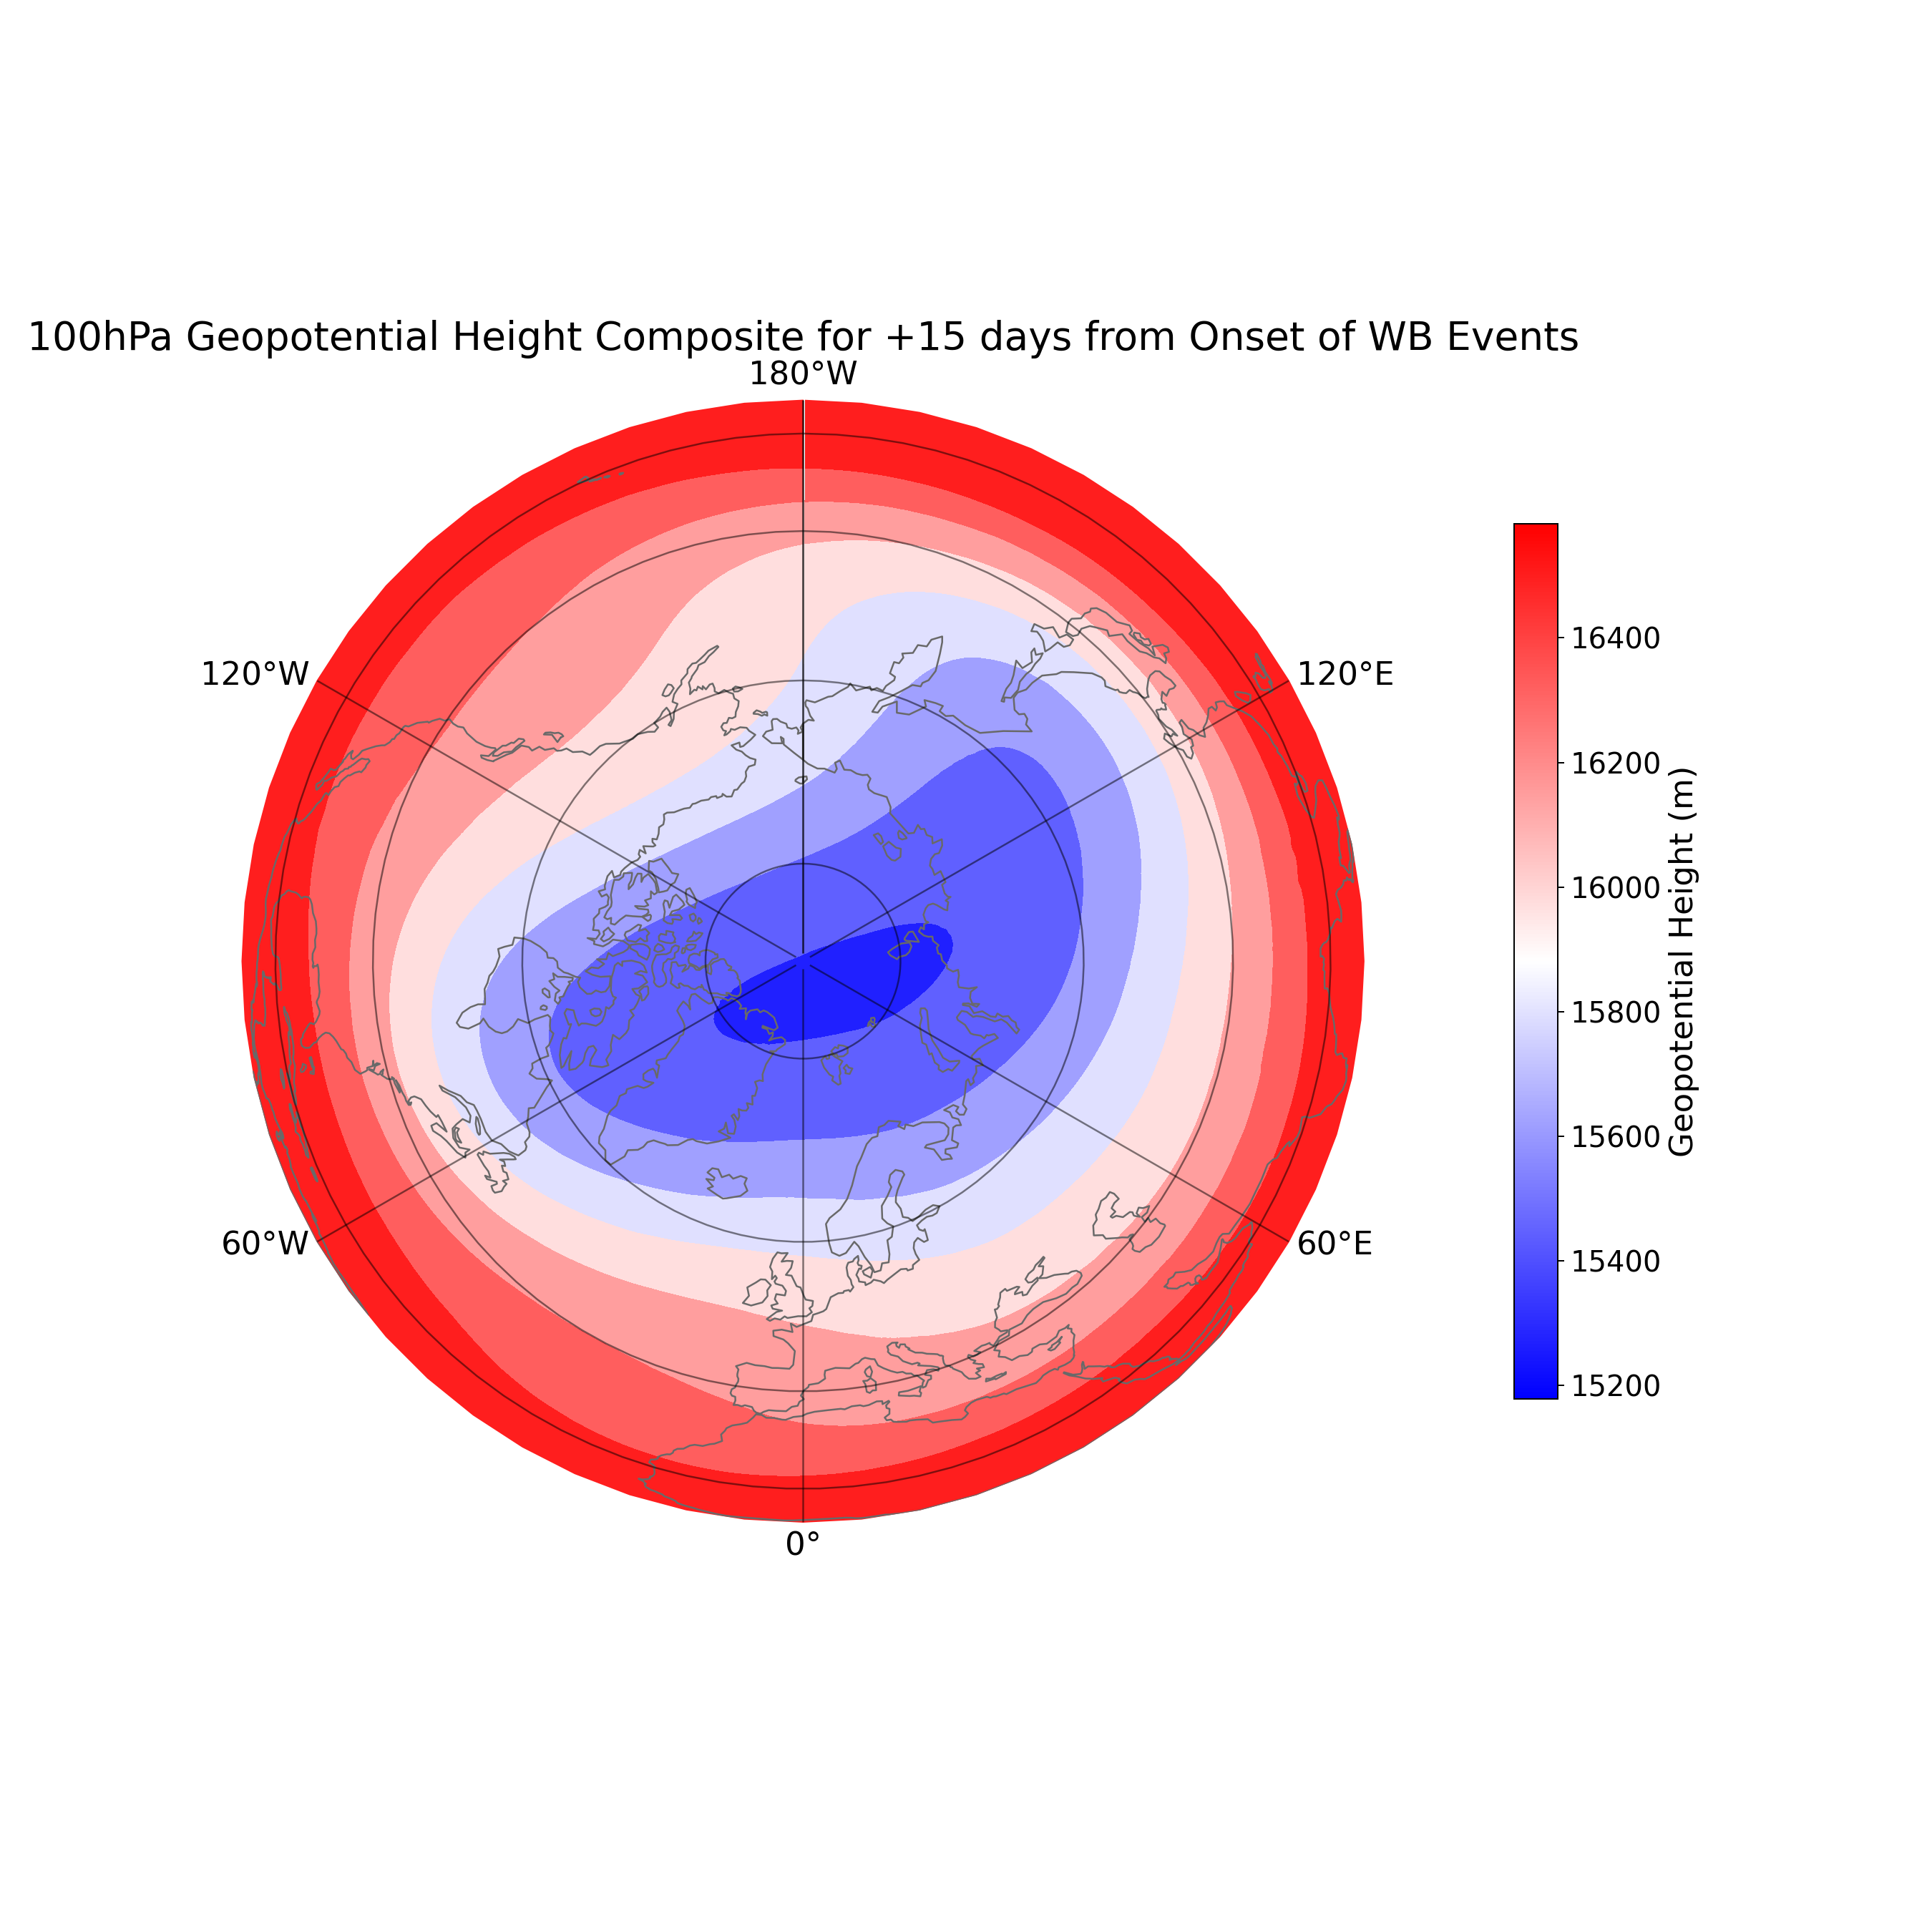 100hPa Geopotential Height Composite for +15 days from Onset of WB Events
180°W
120°W
120°E
60°W
60°E
0°
16400
16200
16000
15800
15600
15400
15200
Geopotential Height (m)